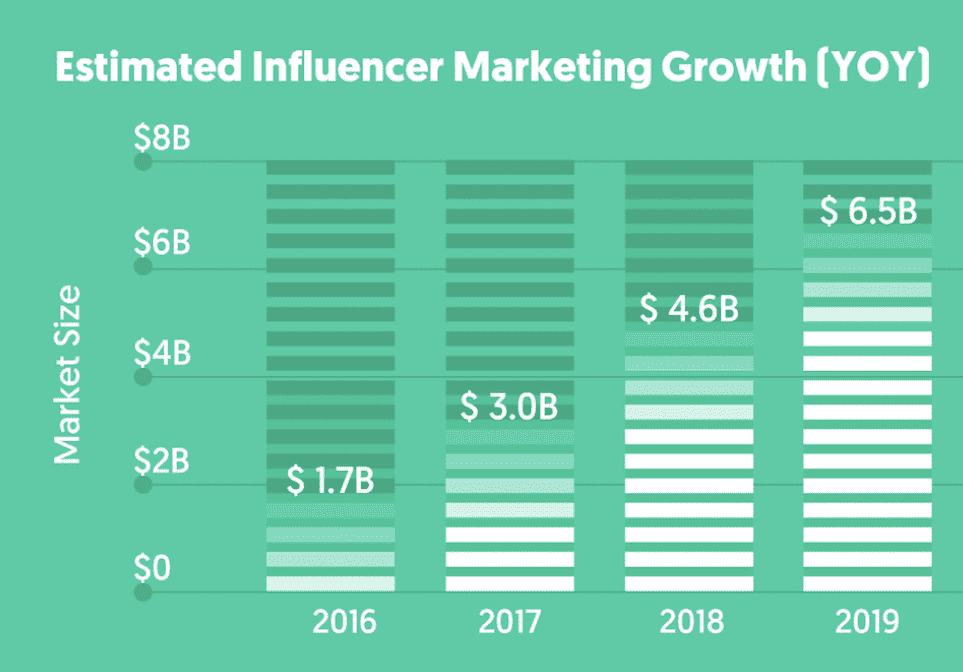 Estimated Influencer Marketing Growth (YOY)
$8B
$ 6.5B
$6B
$ 4.6B
$4B
$ 3.0B
$2B
$ 1.7B
$0
Market Size
2016 2017 2018 2019